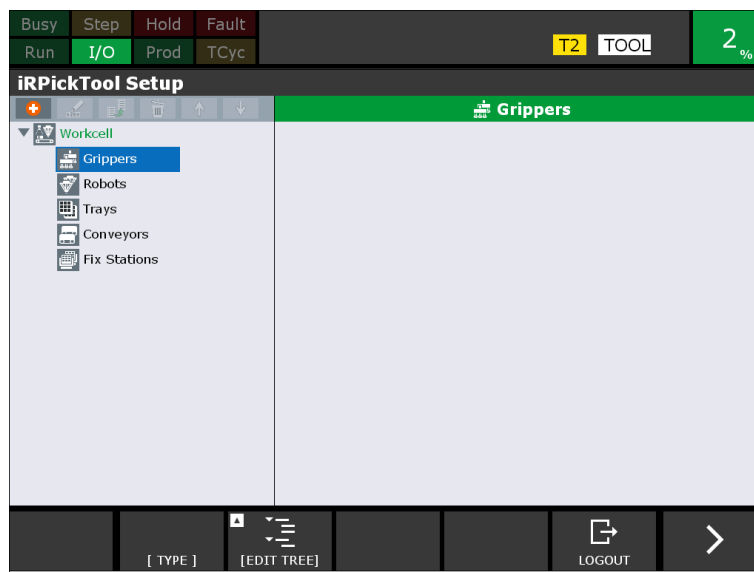 Busy Step Hold Fault
Run I/O Prod TCyc
T2 TOOL
2 %
iRPickTool Setup
Grippers
Workcell
Grippers
Robots
Trays
Conveyors
Fix Stations
[ TYPE ] [EDIT TREE] LOGOUT